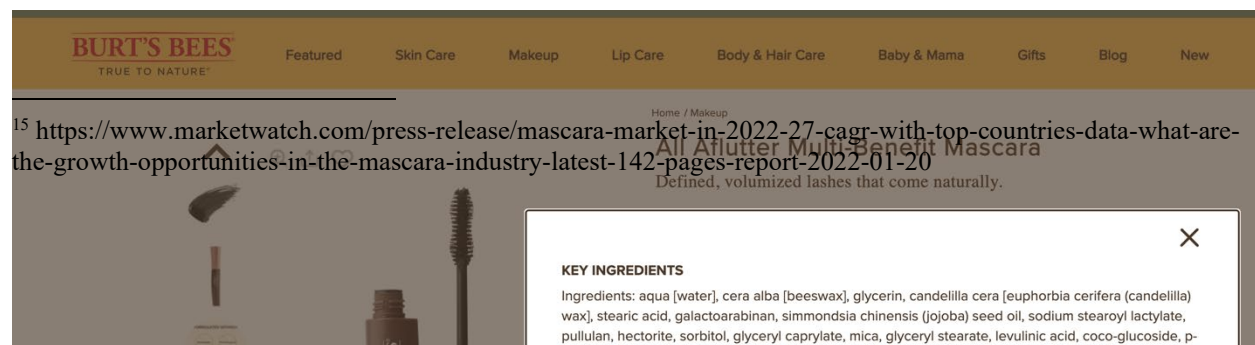 BURT'S BEES
TRUE TO NATURE®
Featured Skin Care Makeup Lip Care Body & Hair Care Baby & Mama Gifts Blog New
Home / Makeup
15 https://www.marketwatch.com/press-release/mascara-market-in-2022-27-cagr-with-top-countries-data-what-are-
the-growth-opportunities-in-the-mascara-industry-latest-142-pages-report-2022-01-20
All Aflutter Multi-Benefit Mascara
Defined, volumized lashes that come naturally.
KEY INGREDIENTS
Ingredients: aqua [water], cera alba [beeswax], glycerin, candelilla cera [euphorbia cerifera (candelilla)
wax], stearic acid, galactoarabinan, simmondsia chinensis (jojoba) seed oil, sodium stearoyl lactylate,
pullulan, hectorite, sorbitol, glyceryl caprylate, mica, glyceryl stearate, levulinic acid, coco-glucoside, p-